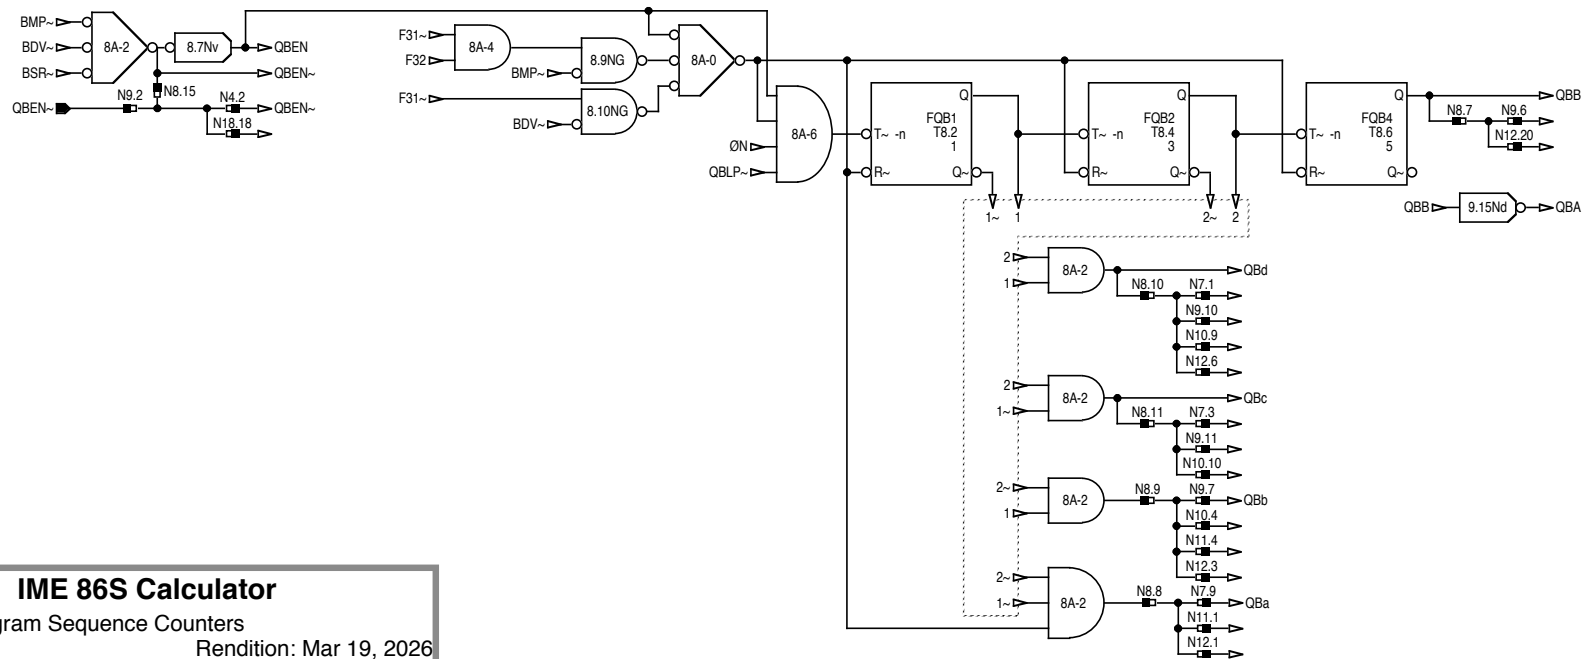 BMP~
BDV~
BSR~
8A-2
8.7Nv
QBEN
QBEN~
N8.15
N9.2
QBEN~
N4.2
QBEN~
N18.18
F31~
F32
8A-4
BMP~
8.9NG
F31~
BDV~
8.10NG
8A-0
8A-6
ØN
QBLP~
Q
FQB1
T8.2
1
T~ -n
R~
Q~
1~
1
Q
FQB2
T8.4
3
T~ -n
R~
Q~
2~
2
Q
FQB4
T8.6
5
T~ -n
R~
Q~
QBB
N8.7
N9.6
N12.20
QBB
9.15Nd
QBA
2
1
8A-2
QBd
N8.10
N7.1
N9.10
N10.9
N12.6
2
1~
8A-2
QBc
N8.11
N7.3
N9.11
N10.10
2~
1
8A-2
N8.9
N9.7
QBb
N10.4
N11.4
N12.3
2~
1~
8A-2
N8.8
N7.9
QBa
N11.1
N12.1
IME 86S Calculator
gram Sequence Counters
Rendition: Mar 19, 2026